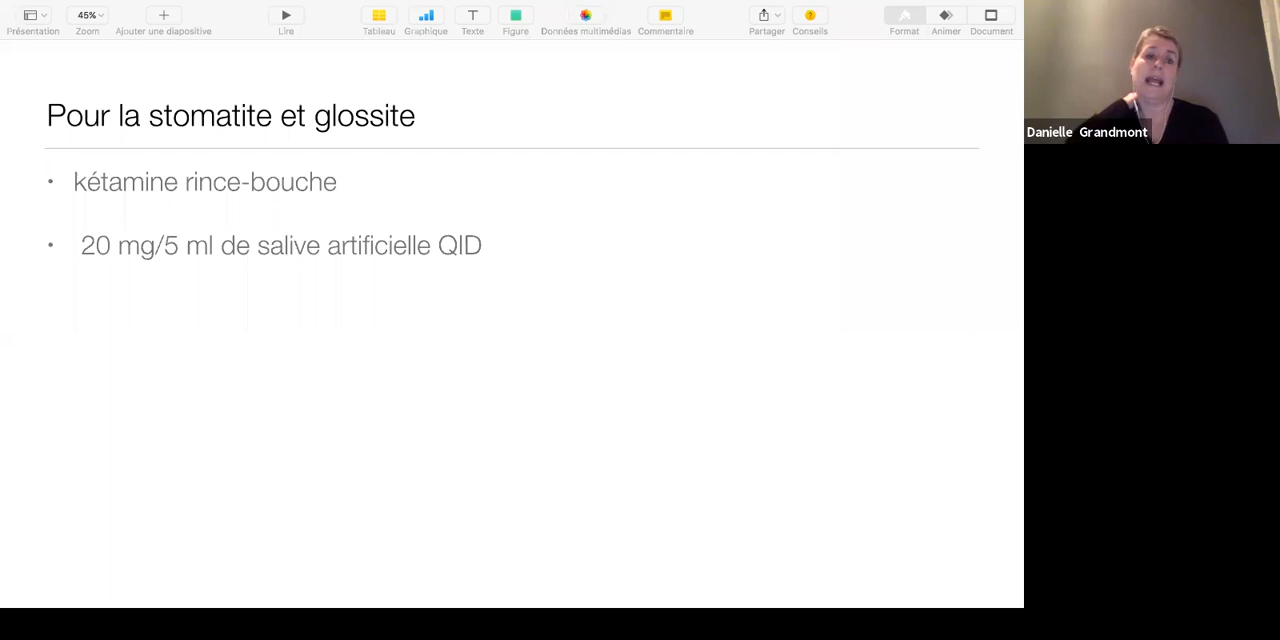 45%
Présentation Zoom Ajouter une diapositive Lire Tableau Graphique Texte Figure Données multimédias Commentaire Partager Conseils Format Animer Document
Pour la stomatite et glossite
• kétamine rince-bouche
• 20 mg/5 ml de salive artificielle QID
Danielle Grandmont